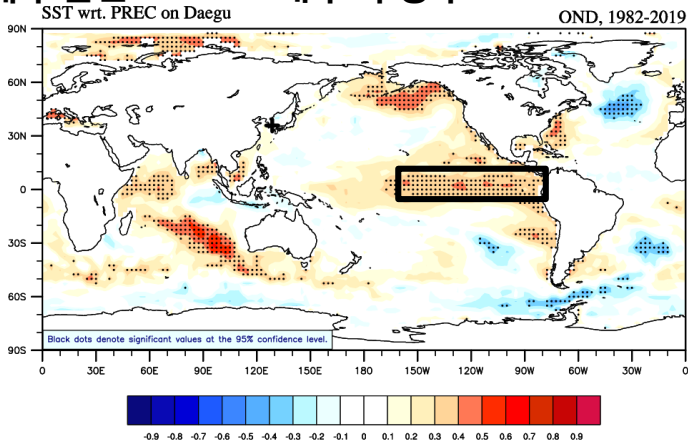 SST wrt. PREC on Daegu
OND, 1982-2019
90N
60N
30N
0
30S
60S
90S
Black dots denote significant values at the 95% confidence level.
0 30E 60E 90E 120E 150E 180 150W 120W 90W 60W 30W 0
-0.9 -0.8 -0.7 -0.5 -0.4 -0.3 -0.2 -0.1 0 0.1 0.2 0.3 0.4 0.5 0.6 0.7 0.8 0.9